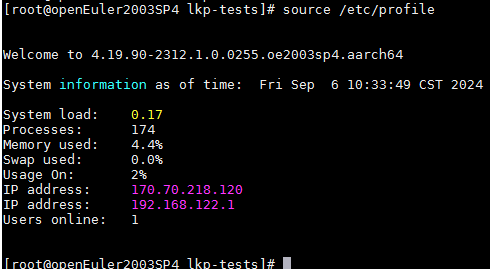 [root@openEuler2003SP4 lkp-tests]# source /etc/profile
Welcome to 4.19.90-2312.1.0.0255.oe2003sp4.aarch64
System information as of time:  Fri Sep  6 10:33:49 CST 2024
System load:    0.17
Processes:      174
Memory used:    4.4%
Swap used:      0.0%
Usage On:       2%
IP address:     170.70.218.120
IP address:     192.168.122.1
Users online:   1
[root@openEuler2003SP4 lkp-tests]#